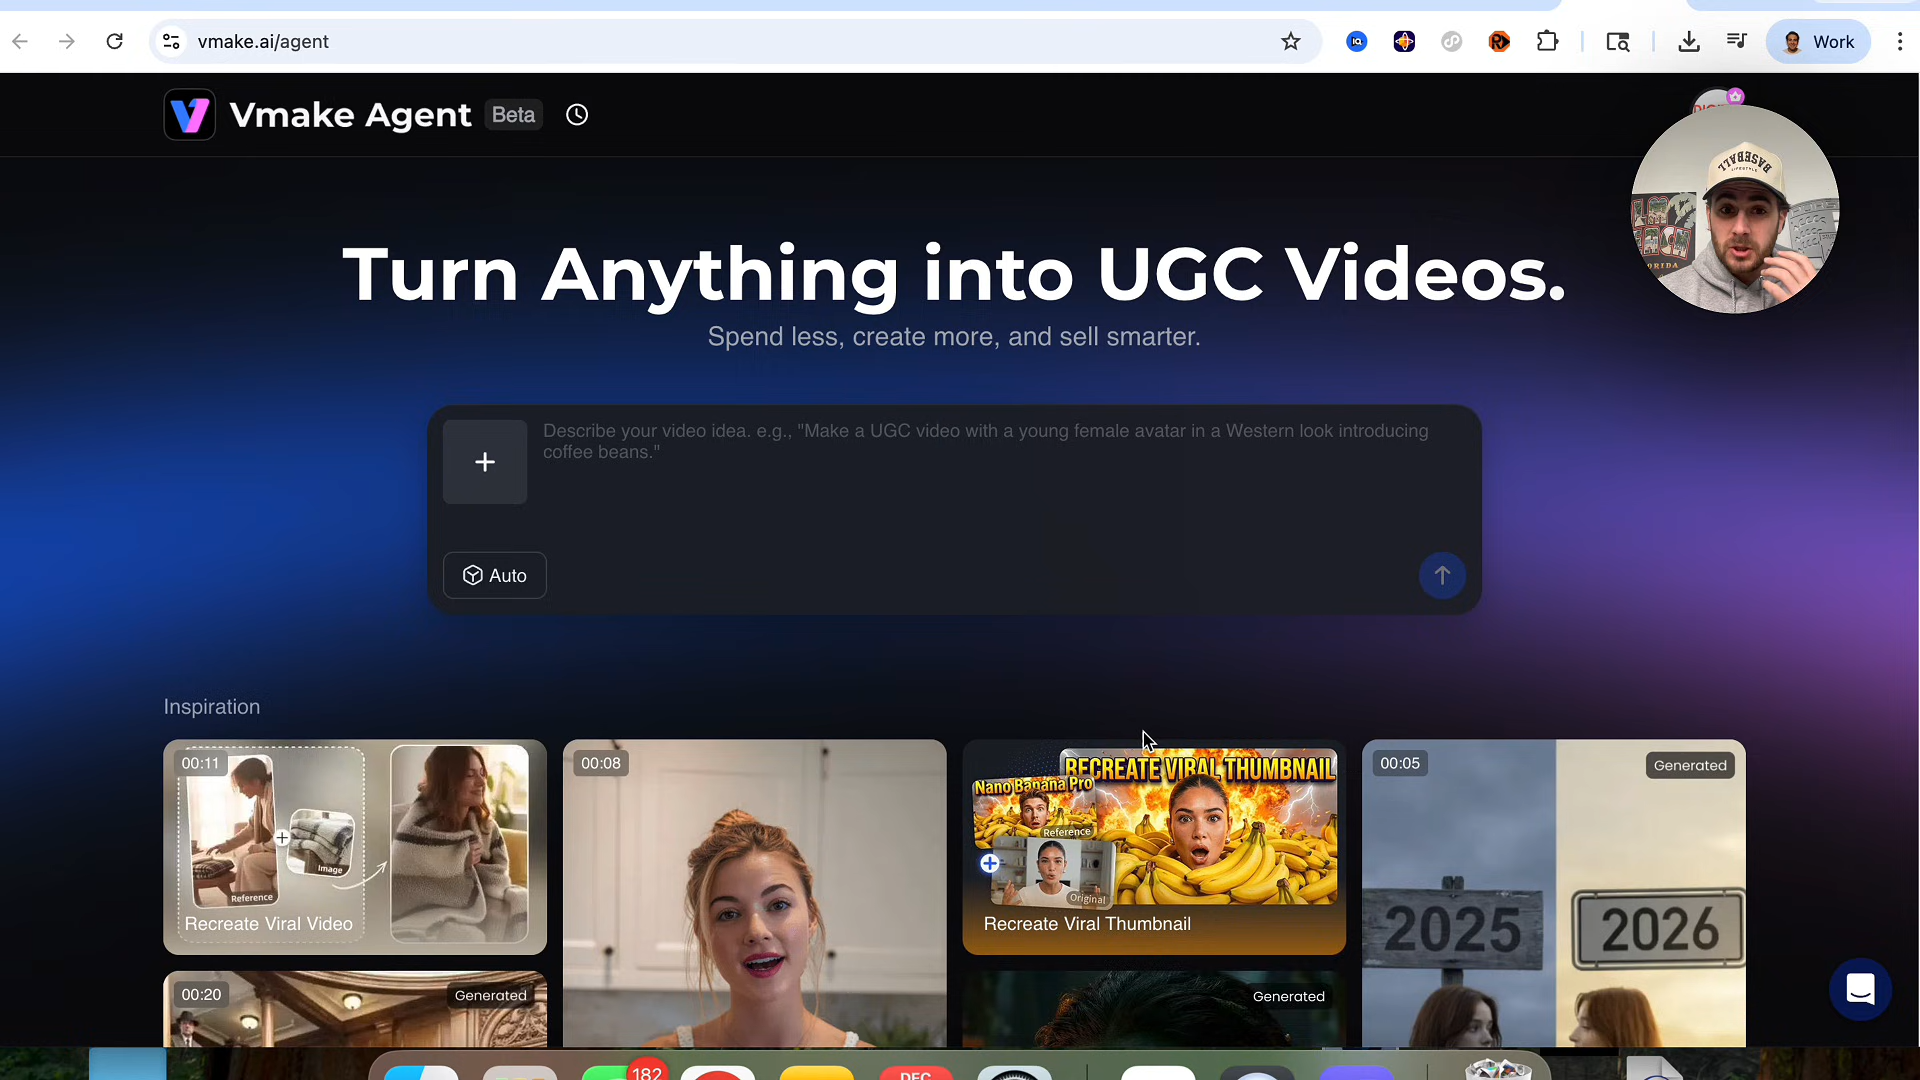 vmake.ai/agent
Work
Vmake Agent
Beta
BASEBALL
LIFESTYLE
Turn Anything into UGC Videos.
Spend less, create more, and sell smarter.
Describe your video idea. e.g., "Make a UGC video with a young female avatar in a Western look introducing
coffee beans."
Auto
Inspiration
00:11
Reference
Image
Recreate Viral Video
00:08
RECREATE VIRAL THUMBNAIL
Nano Banana Pro
Reference
Original
Recreate Viral Thumbnail
00:05
Generated
2025
2026
00:20
Generated
Generated
182
DEC